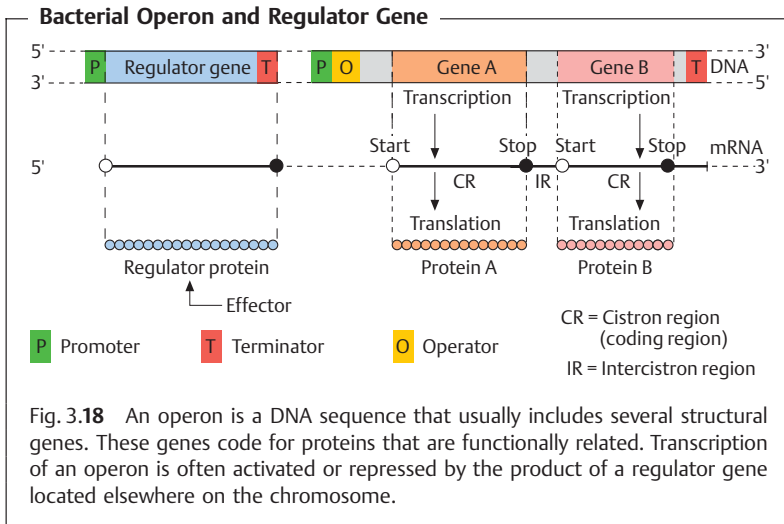 Bacterial Operon and Regulator Gene
5' 3'
P Regulator gene T P O Gene A Gene B T DNA
3' 5'
Transcription Transcription
Start Stop Start Stop mRNA
5' 3'
CR IR CR
Translation Translation
Regulator protein Protein A Protein B
Effector
CR = Cistron region
(coding region)
P Promoter T Terminator O Operator
IR = Intercistron region
Fig. 3.18 An operon is a DNA sequence that usually includes several structural
genes. These genes code for proteins that are functionally related. Transcription
of an operon is often activated or repressed by the product of a regulator gene
located elsewhere on the chromosome.